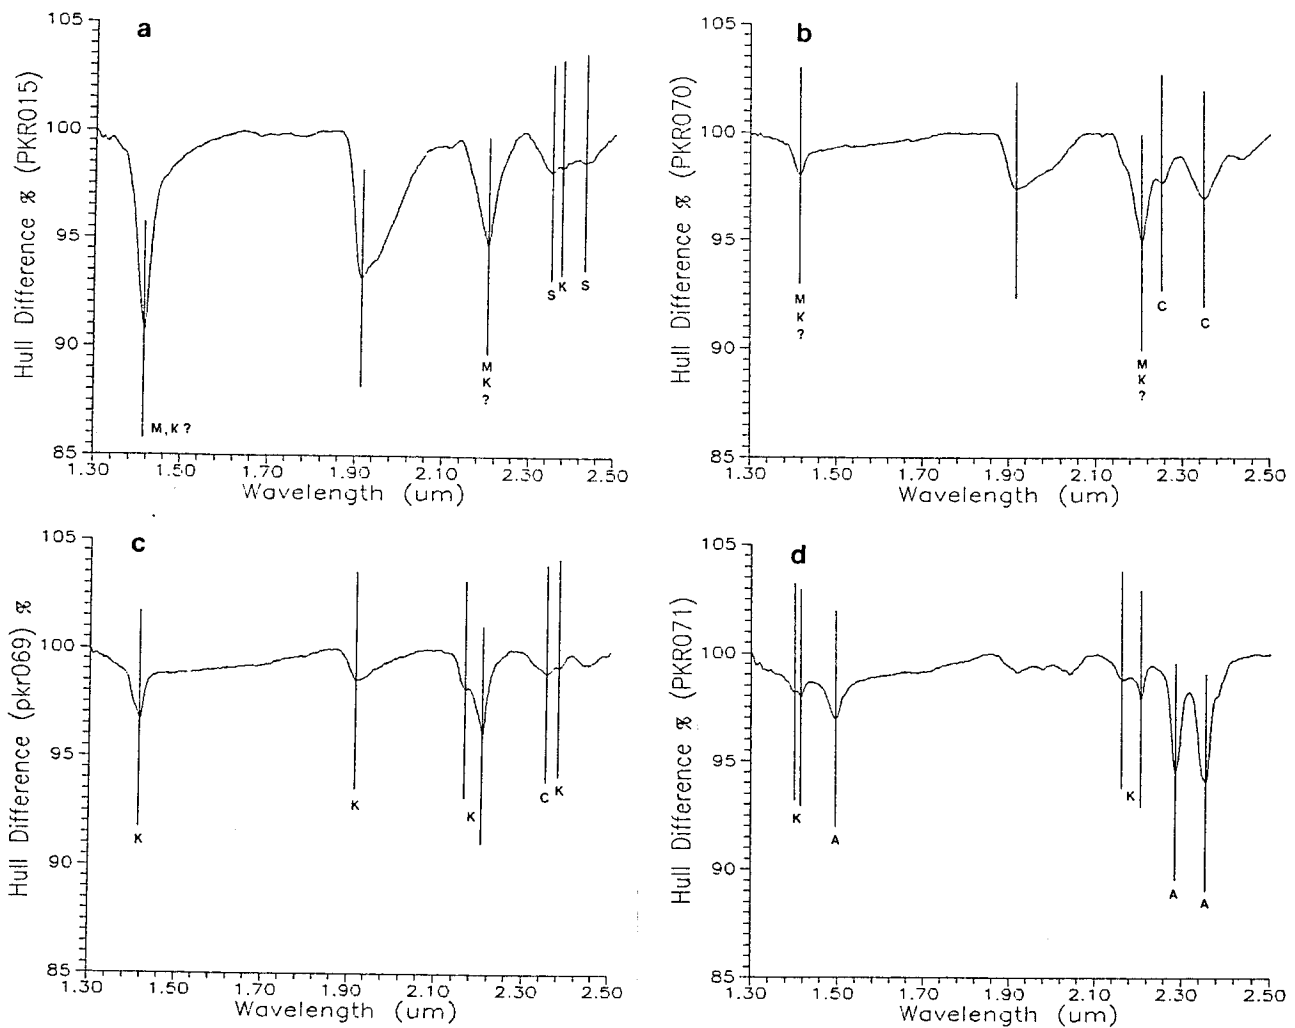 a
Hull Difference % (PKR015)
105
100
95
90
85
M, K ?
M
K
?
S K S
1.30 1.50 1.70 1.90 2.10 2.30 2.50
Wavelength (um)
b
Hull Difference % (PKR070)
105
100
95
90
85
M
K
?
M
K
?
C
C
1.30 1.50 1.70 1.90 2.10 2.30 2.50
Wavelength (um)
c
Hull Difference (pkr069) %
105
100
95
90
85
K
K
K
C K
1.30 1.50 1.70 1.90 2.10 2.30 2.50
Wavelength (um)
d
Hull Difference % (PKR071)
105
100
95
90
85
K
A
K
A
A
1.30 1.50 1.70 1.90 2.10 2.30 2.50
Wavelength (um)